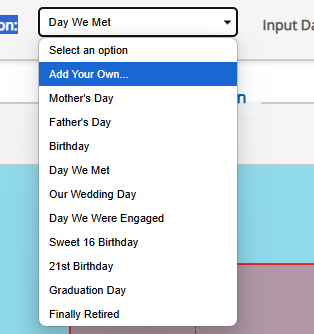 on:
Day We Met
Input Da
Select an option
Add Your Own...
Mother's Day
n
Father's Day
Birthday
Day We Met
Our Wedding Day
Day We Were Engaged
Sweet 16 Birthday
21st Birthday
Graduation Day
Finally Retired